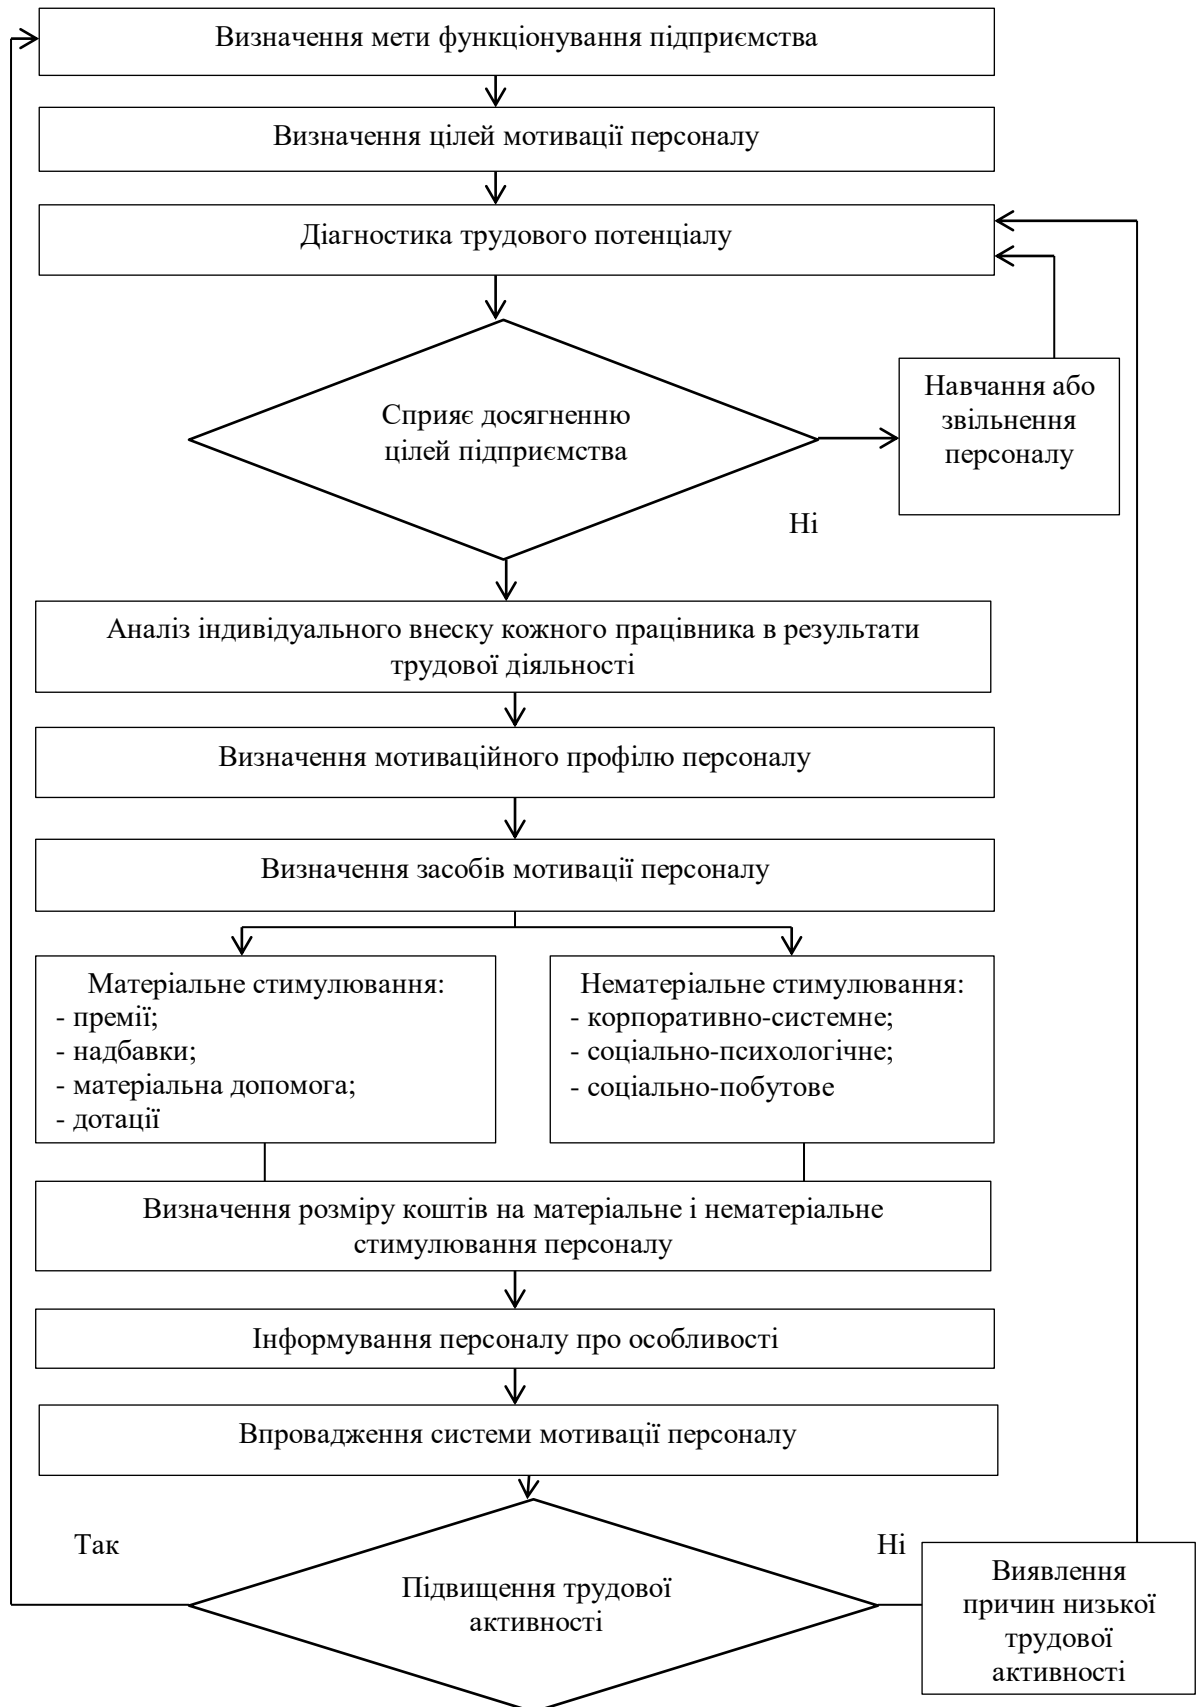 Визначення мети функціонування підприємства
Визначення цілей мотивації персоналу
Діагностика трудового потенціалу
Сприяє досягненню
цілей підприємства
Навчання або
звільнення
персоналу
Ні
Аналіз індивідуального внеску кожного працівника в результати
трудової діяльності
Визначення мотиваційного профілю персоналу
Визначення засобів мотивації персоналу
Матеріальне стимулювання:
- премії;
- надбавки;
- матеріальна допомога;
- дотації
Нематеріальне стимулювання:
- корпоративно-системне;
- соціально-психологічне;
- соціально-побутове
Визначення розміру коштів на матеріальне і нематеріальне
стимулювання персоналу
Інформування персоналу про особливості
Впровадження системи мотивації персоналу
Так
Ні
Підвищення трудової
активності
Виявлення
причин низької
трудової
активності